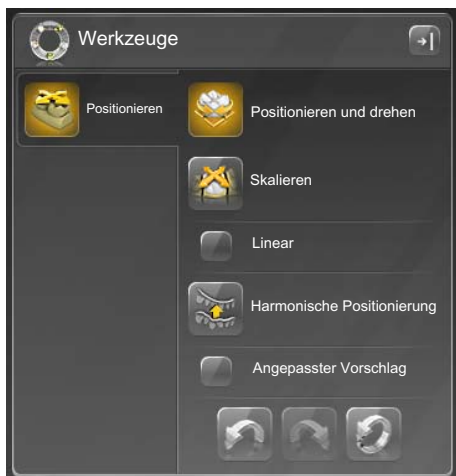 Werkzeuge
Positionieren
Positionieren und drehen
Skalieren
Linear
Harmonische Positionierung
Angepasster Vorschlag